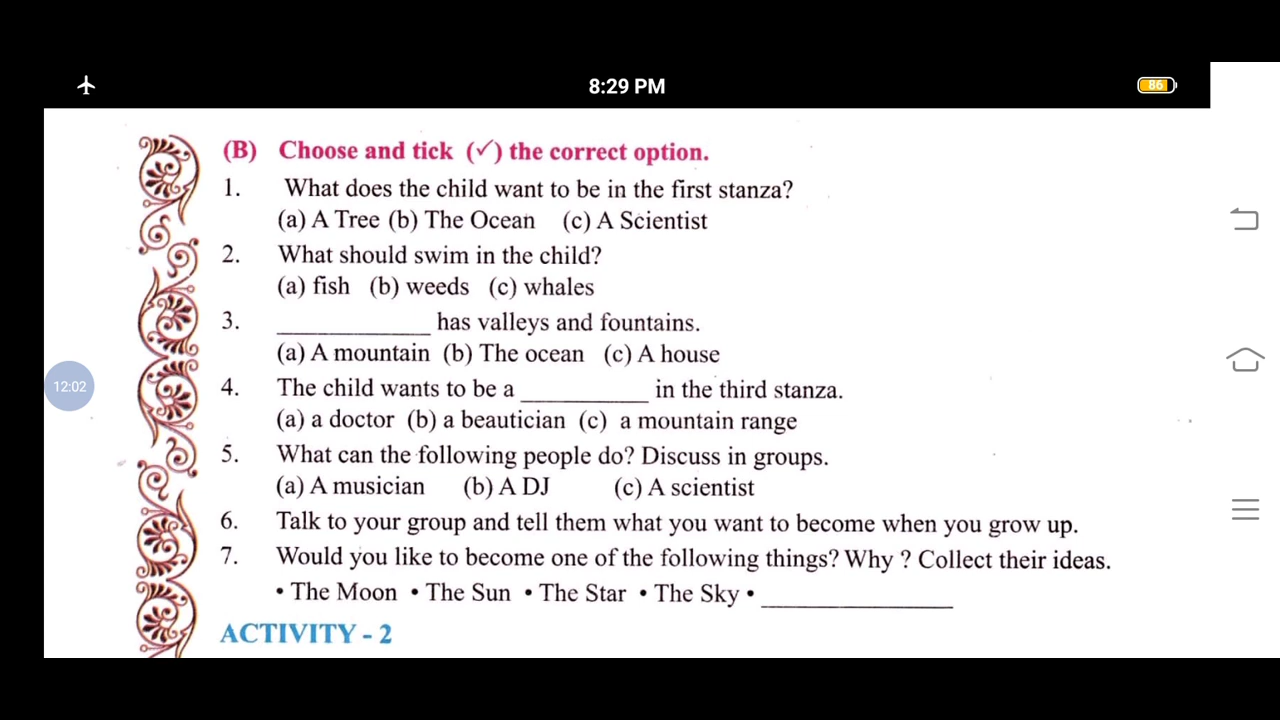 8:29 PM
86
(B) Choose and tick (✓) the correct option.
1. What does the child want to be in the first stanza?
(a) A Tree (b) The Ocean (c) A Scientist
2. What should swim in the child?
(a) fish (b) weeds (c) whales
3. ____________ has valleys and fountains.
(a) A mountain (b) The ocean (c) A house
12:02
4. The child wants to be a __________ in the third stanza.
(a) a doctor (b) a beautician (c) a mountain range
5. What can the following people do? Discuss in groups.
(a) A musician (b) A DJ (c) A scientist
6. Talk to your group and tell them what you want to become when you grow up.
7. Would you like to become one of the following things? Why ? Collect their ideas.
• The Moon • The Sun • The Star • The Sky • _______________
ACTIVITY - 2